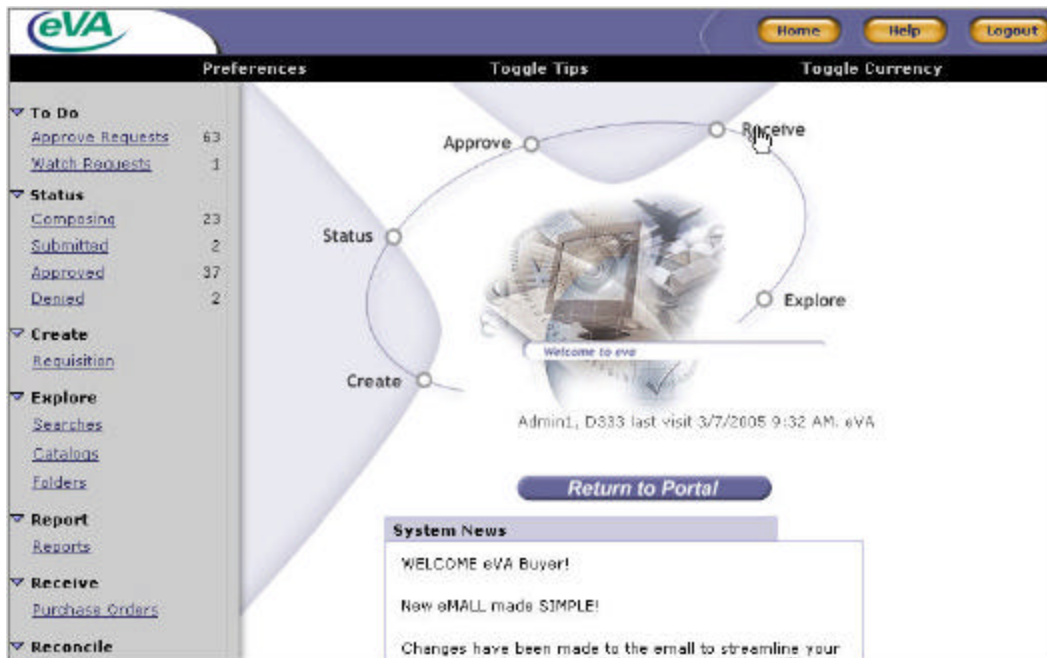 eVA
Home Help Logout
Preferences Toggle Tips Toggle Currency
To Do
Approve Requests 63
Watch Requests 1
Status
Composing 23
Submitted 2
Approved 37
Denied 2
Create
Requisition
Explore
Searches
Catalogs
Folders
Report
Reports
Receive
Purchase Orders
Reconcile
Approve
Receive
Status
Explore
Create
Welcome to eva
Admin1, D333 last visit 3/7/2005 9:32 AM. eVA
Return to Portal
System News
WELCOME eVA Buyer!
New eMALL made SIMPLE!
Changes have been made to the emall to streamline your